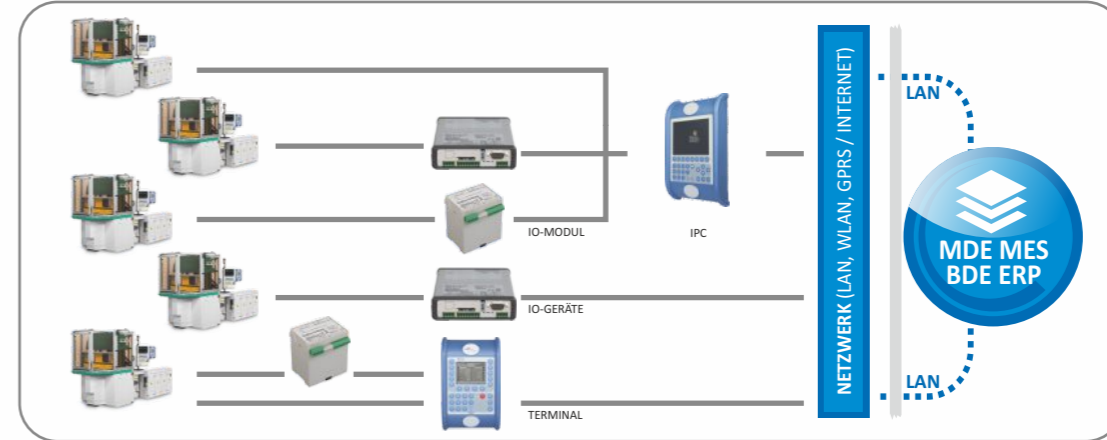 LAN
NETZWERK (LAN, WLAN, GPRS / INTERNET)
IO-MODUL
IPC
MDE MES
BDE ERP
IO-GERÄTE
LAN
TERMINAL